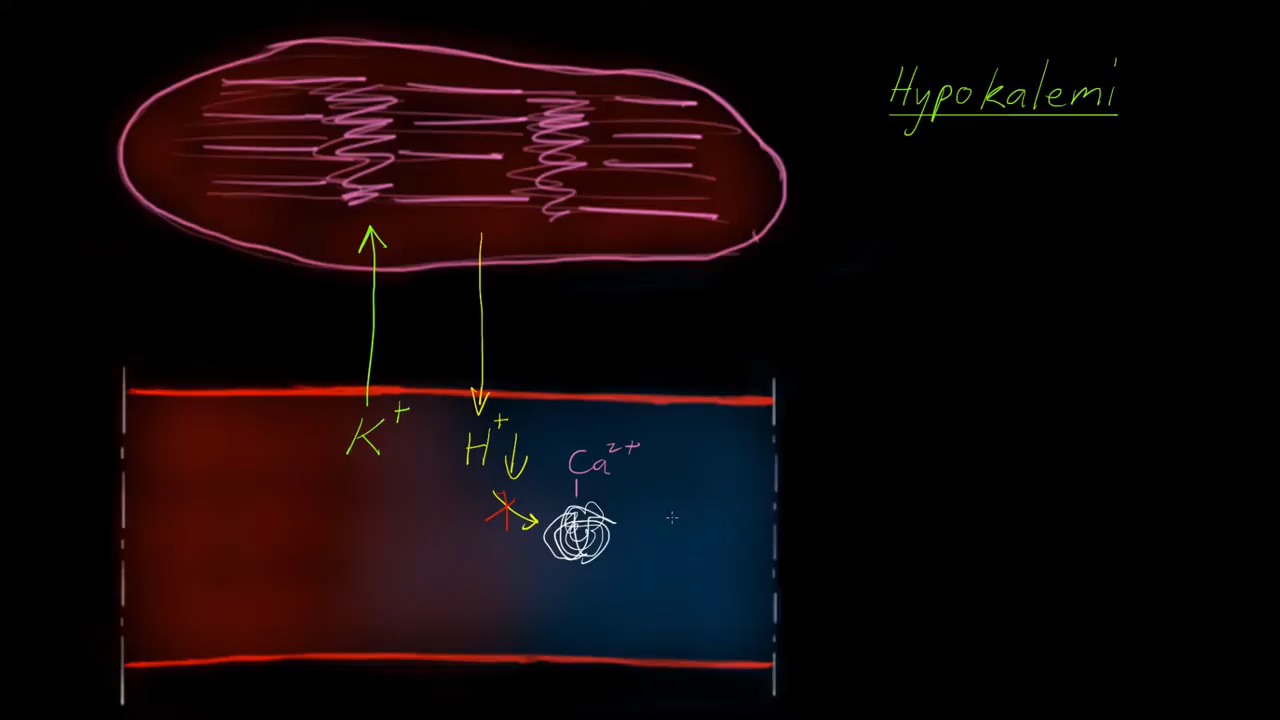 Hypokalemi
K+
H+ ↓
Ca2+